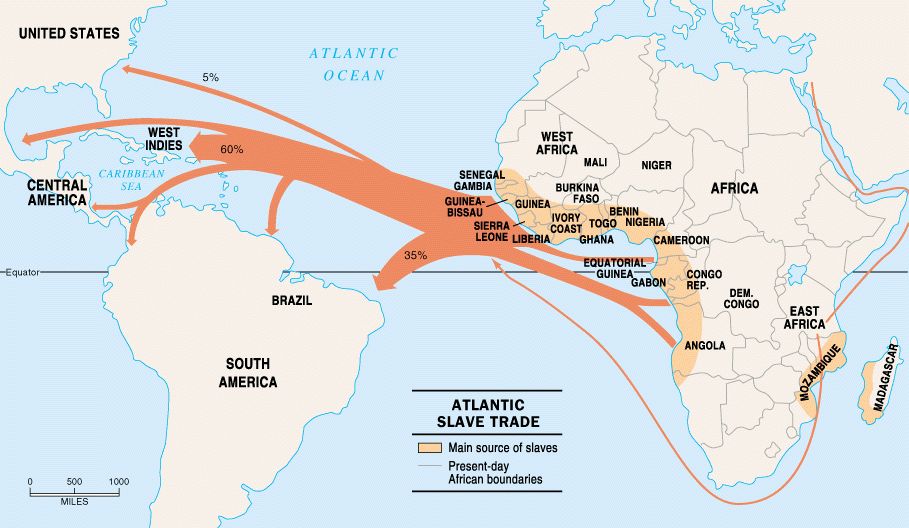 UNITED STATES
ATLANTIC
OCEAN
5%
WEST
INDIES
60%
CARIBBEAN
SEA
CENTRAL
AMERICA
35%
Equator
BRAZIL
SOUTH
AMERICA
WEST
AFRICA
MALI
NIGER
AFRICA
SENEGAL
GAMBIA
BURKINA
FASO
GUINEA-
BISSAU
GUINEA
IVORY
COAST
BENIN
TOGO
NIGERIA
SIERRA
LEONE
LIBERIA
GHANA
CAMEROON
EQUATORIAL
GUINEA
GABON
CONGO
REP.
DEM.
CONGO
EAST
AFRICA
ANGOLA
MOZAMBIQUE
MADAGASCAR
ATLANTIC
SLAVE TRADE
Main source of slaves
Present-day
African boundaries
0 500 1000
MILES